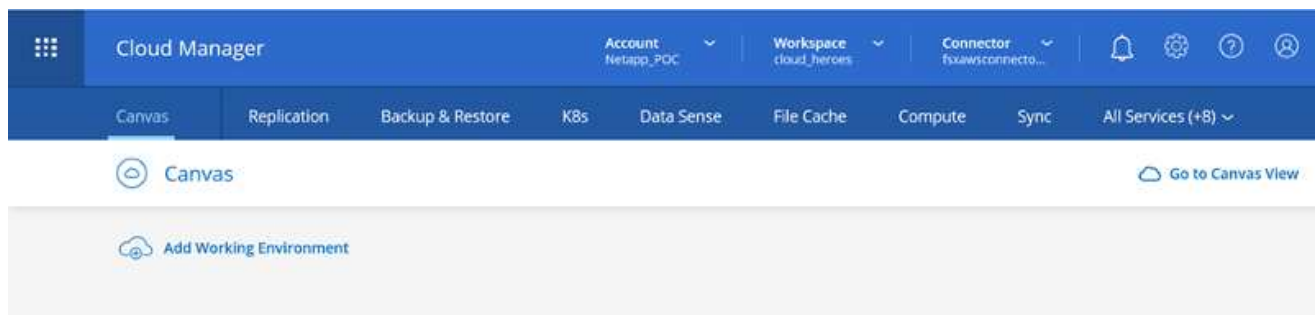 Cloud Manager
Account
Netapp_POC
Workspace
cloud_heroes
Connector
fsxawsconnecto...
Canvas Replication Backup & Restore K8s Data Sense File Cache Compute Sync All Services (+8)
Canvas
Go to Canvas View
Add Working Environment